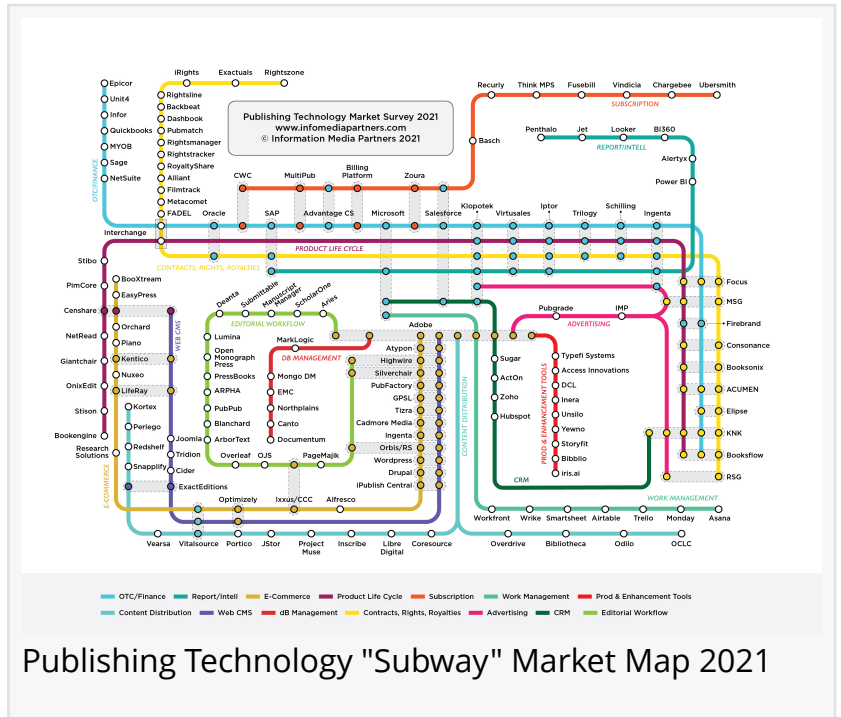 iRights
Exactuals
Rightszone
Epicor
Unit4
Infor
Quickbooks
MYOB
Sage
NetSuite
OTC/FINANCE
Rightsline
Backbeat
Dashbook
Pubmatch
Rightsmanager
Rightstracker
RoyaltyShare
Alliant
Filmtrack
Metacomet
FADEL
Interchange
Publishing Technology Market Survey 2021
www.infomediapartners.com
© Information Media Partners 2021
Recurly
Think MPS
Fusebill
Vindicia
Chargebee
Ubersmith
SUBSCRIPTION
Basch
Penthalo
Jet
Looker
BI360
REPORT/INTELL
Alertyx
Power BI
CWC
MultiPub
Billing
Platform
Zoura
Oracle
SAP
Advantage CS
Microsoft
Salesforce
Klopotek
Virtusales
Iptor
Trilogy
Schilling
Ingenta
PRODUCT LIFE CYCLE
CONTRACTS, RIGHTS, ROYALTIES
Stibo
PimCore
Censhare
NetRead
Giantchair
OnixEdit
Stison
Bookengine
Research
Solutions
E-COMMERCE
BooXtream
EasyPress
Orchard
Piano
Kentico
Nuxeo
LifeRay
Kortex
Perlego
Redshelf
Snapplify
WEB CMS
Joomla
Tridion
Cider
ExactEditions
Deanta
Submittable
Manuscript
Manager
ScholarOne
Aries
EDITORIAL WORKFLOW
Lumina
Open
Monograph
Press
PressBooks
ARPHA
PubPub
Blanchard
ArborText
Overleaf
OJS
PageMajik
MarkLogic
DB MANAGEMENT
Mongo DM
EMC
Northplains
Canto
Documentum
Adobe
Atypon
Highwire
Silverchair
PubFactory
GPSL
Tizra
Cadmore Media
Ingenta
Orbis/RS
Wordpress
Drupal
iPublish Central
CONTENT DISTRIBUTION
Optimizely
Ixxus/CCC
Alfresco
Vearsa
Vitalsource
Portico
JStor
Project
Muse
Inscribe
Libre
Digital
Coresource
Overdrive
Bibliotheca
Odilo
OCLC
Sugar
ActOn
Zoho
Hubspot
CRM
PROD & ENHANCEMENT TOOLS
Typefi Systems
Access Innovations
DCL
Inera
Unsilo
Yewno
Storyfit
Bibblio
iris.ai
Pubgrade
IMP
ADVERTISING
Focus
MSG
Firebrand
Consonance
Booksonix
ACUMEN
Elipse
KNK
Booksflow
RSG
WORK MANAGEMENT
Workfront
Wrike
Smartsheet
Airtable
Trello
Monday
Asana
OTC/Finance
Report/Intell
E-Commerce
Product Life Cycle
Subscription
Work Management
Prod & Enhancement Tools
Content Distribution
Web CMS
dB Management
Contracts, Rights, Royalties
Advertising
CRM
Editorial Workflow
Publishing Technology "Subway" Market Map 2021